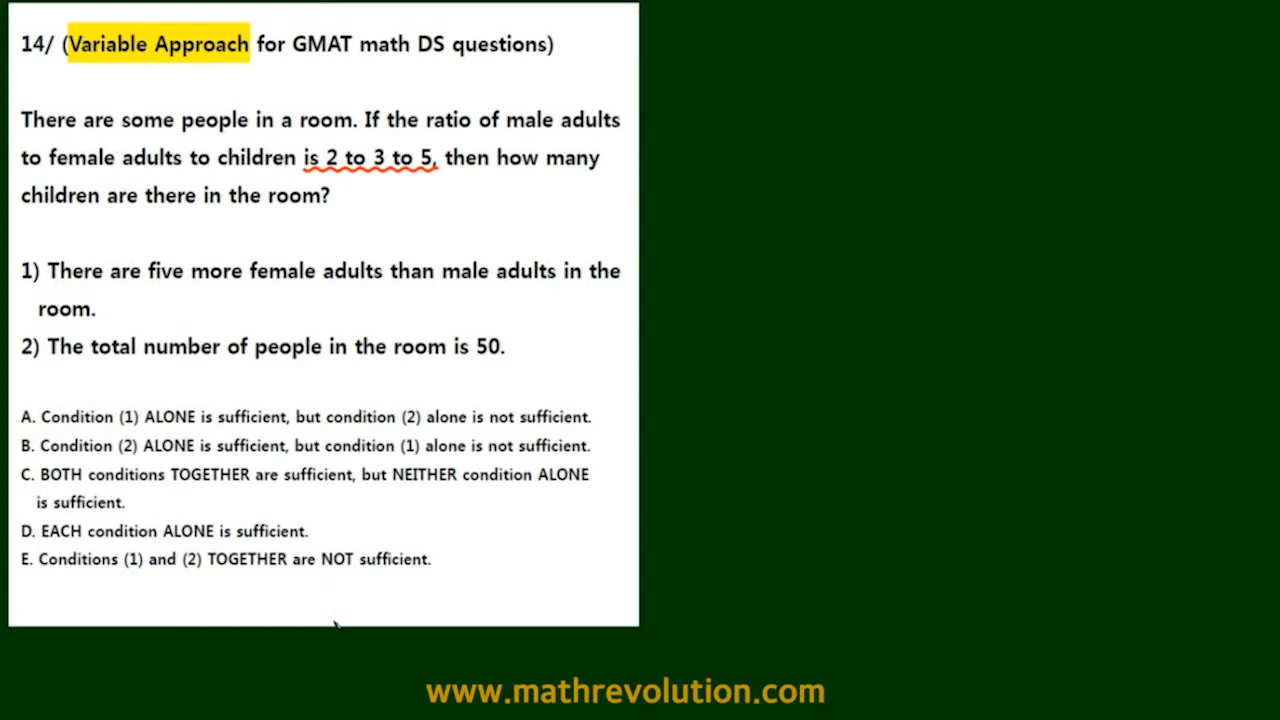 14/ (Variable Approach for GMAT math DS questions)
There are some people in a room. If the ratio of male adults
to female adults to children is 2 to 3 to 5, then how many
children are there in the room?
1) There are five more female adults than male adults in the
room.
2) The total number of people in the room is 50.
A. Condition (1) ALONE is sufficient, but condition (2) alone is not sufficient.
B. Condition (2) ALONE is sufficient, but condition (1) alone is not sufficient.
C. BOTH conditions TOGETHER are sufficient, but NEITHER condition ALONE
is sufficient.
D. EACH condition ALONE is sufficient.
E. Conditions (1) and (2) TOGETHER are NOT sufficient.
www.mathrevolution.com